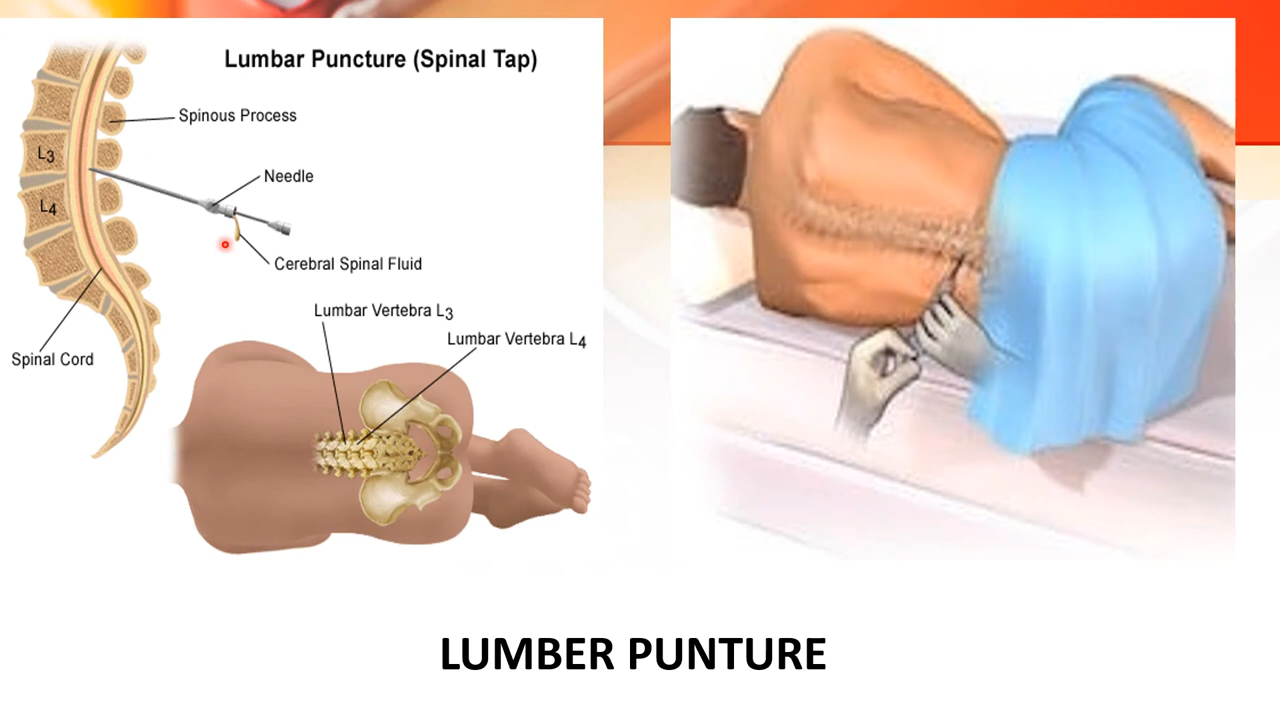 Lumbar Puncture (Spinal Tap)
Spinous Process
L3
Needle
L4
Cerebral Spinal Fluid
Lumbar Vertebra L3
Lumbar Vertebra L4
Spinal Cord
LUMBER PUNTURE